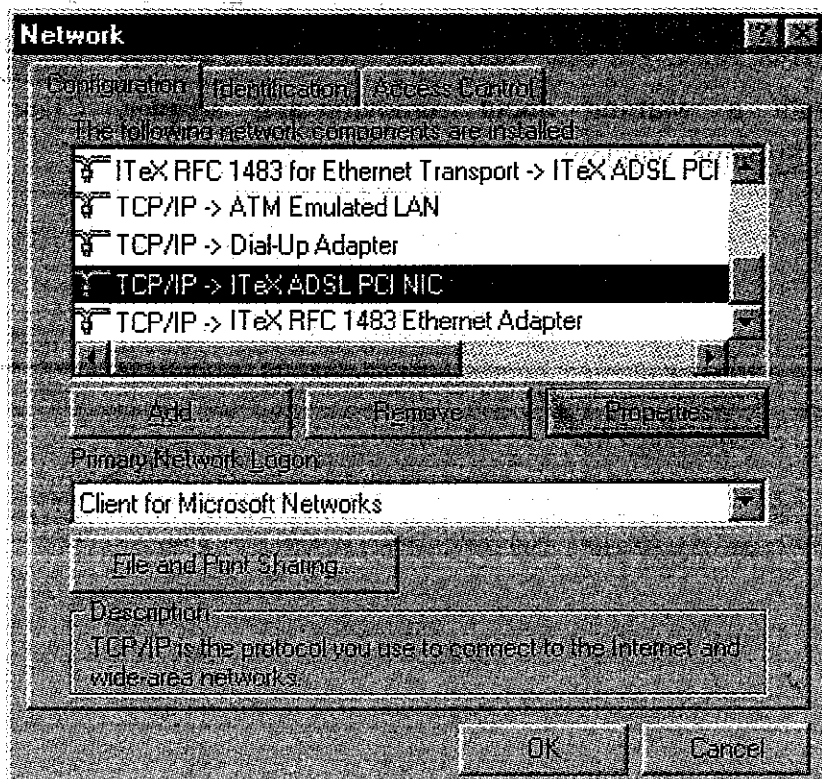 Network
Configuration Identification Access Control
The following network components are installed:
ITeX RFC 1483 for Ethernet Transport -> ITeX ADSL PCI
TCP/IP -> ATM Emulated LAN
TCP/IP -> Dial-Up Adapter
TCP/IP -> ITeX ADSL PCI NIC
TCP/IP -> ITeX RFC 1483 Ethernet Adapter
Add... Remove Properties
Primary Network Logon:
Client for Microsoft Networks
File and Print Sharing...
Description
TCP/IP is the protocol you use to connect to the Internet and
wide-area networks.
OK Cancel